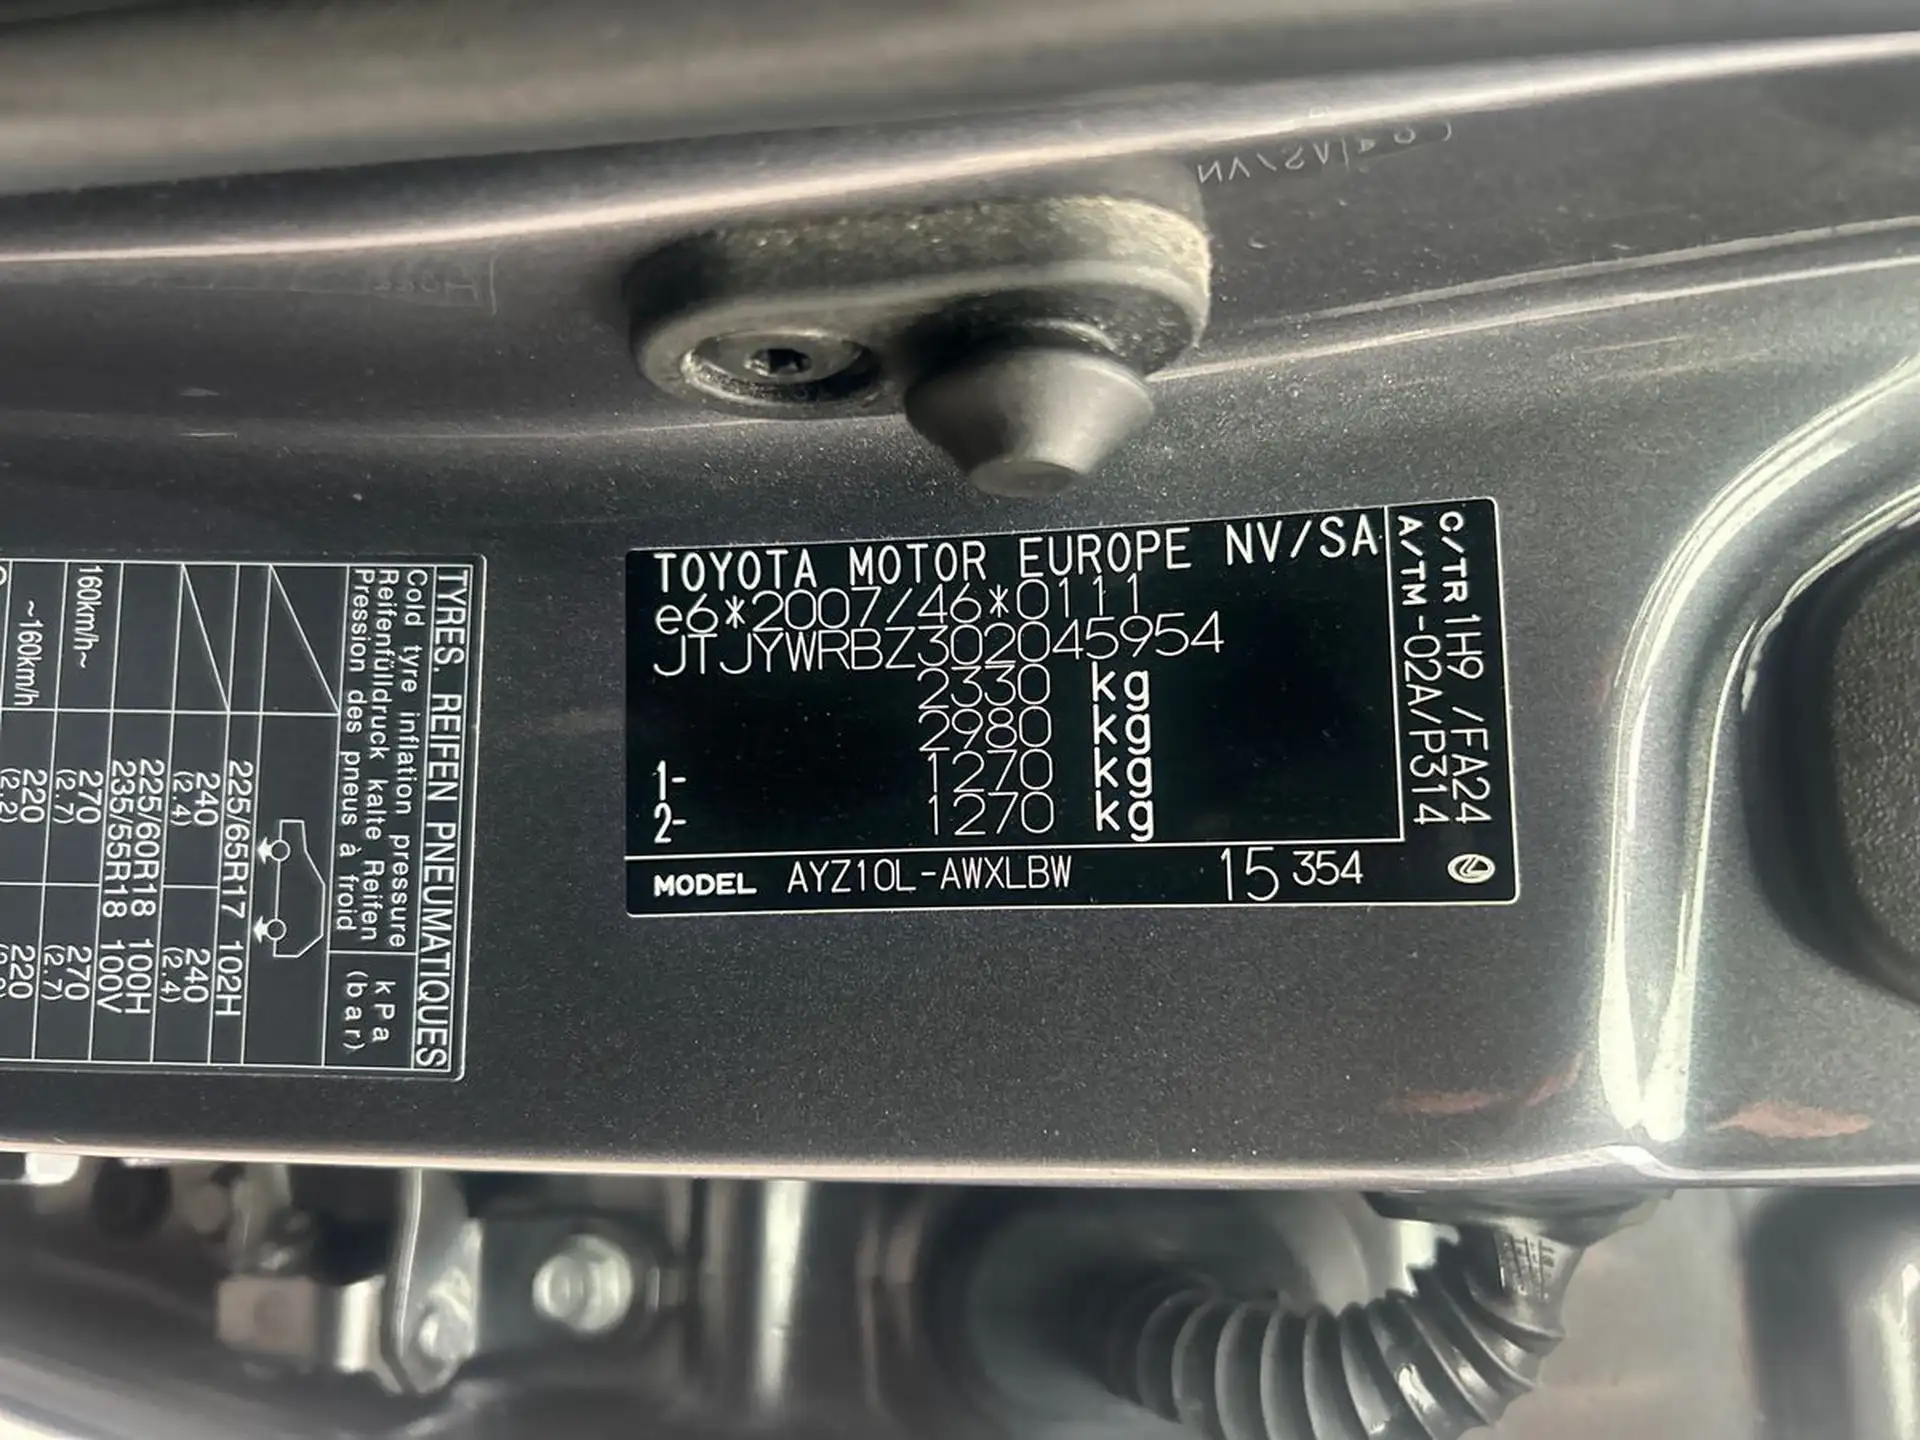 TOYOTA MOTOR EUROPE NV/SA
e6*2007/46*0111
JTJYWRBZ302045954
2330 kg
2980 kg
1- 1270 kg
2- 1270 kg
MODEL AYZ10L-AWXLBW 15 354
C/TR 1H9 /FA24
A/TM -02A/P314
TYRES. REIFEN PNEUMATIQUES
Cold tyre inflation pressure
Reifenfülldruck kalte Reifen
Pression des pneus à froid
kPa
(bar)
225/65R17 102H
240 240
(2.4) (2.4)
225/60R18 100H
235/55R18 100V
160km/h~ 270 270
(2.7) (2.7)
~160km/h 220 220